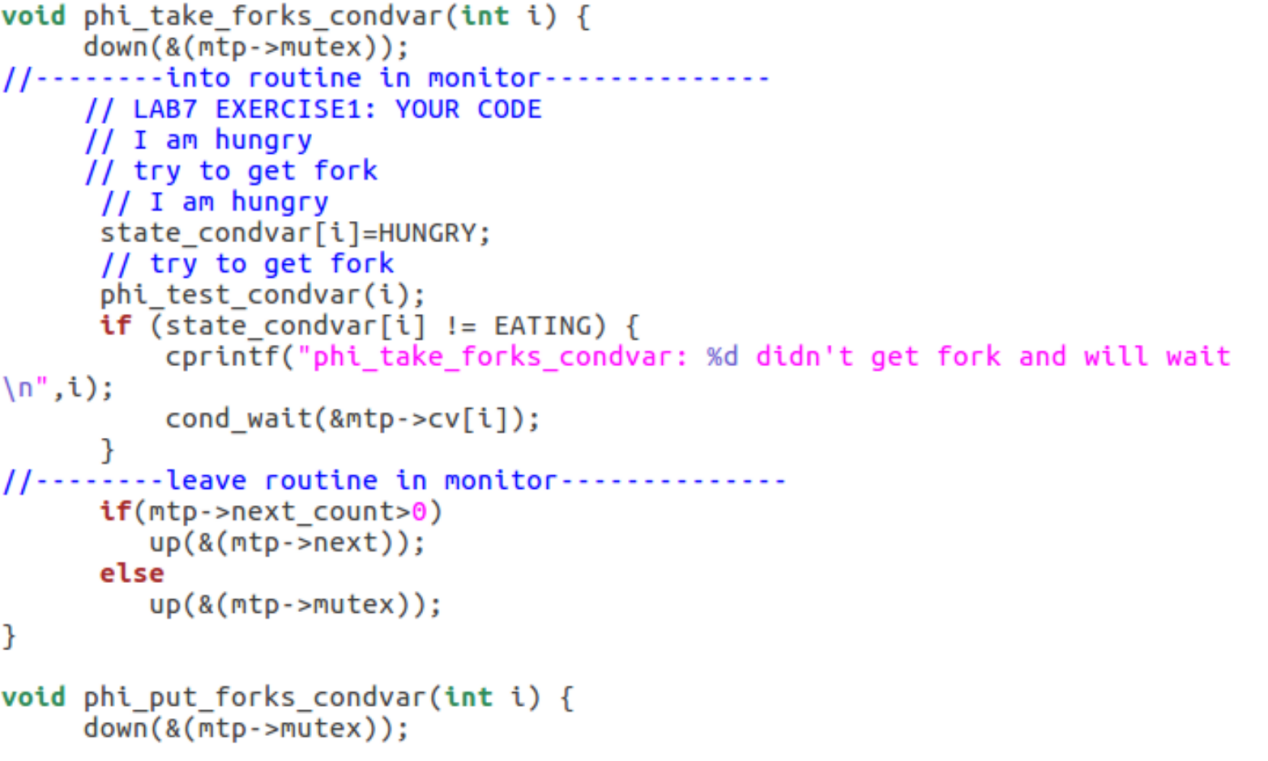 void phi_take_forks_condvar(int i) {
     down(&(mtp->mutex));
//--------into routine in monitor--------------
     // LAB7 EXERCISE1: YOUR CODE
     // I am hungry
     // try to get fork
      // I am hungry
      state_condvar[i]=HUNGRY;
      // try to get fork
      phi_test_condvar(i);
      if (state_condvar[i] != EATING) {
          cprintf("phi_take_forks_condvar: %d didn't get fork and will wait
\n",i);
          cond_wait(&mtp->cv[i]);
      }
//--------leave routine in monitor--------------
      if(mtp->next_count>0)
         up(&(mtp->next));
      else
         up(&(mtp->mutex));
}

void phi_put_forks_condvar(int i) {
     down(&(mtp->mutex));